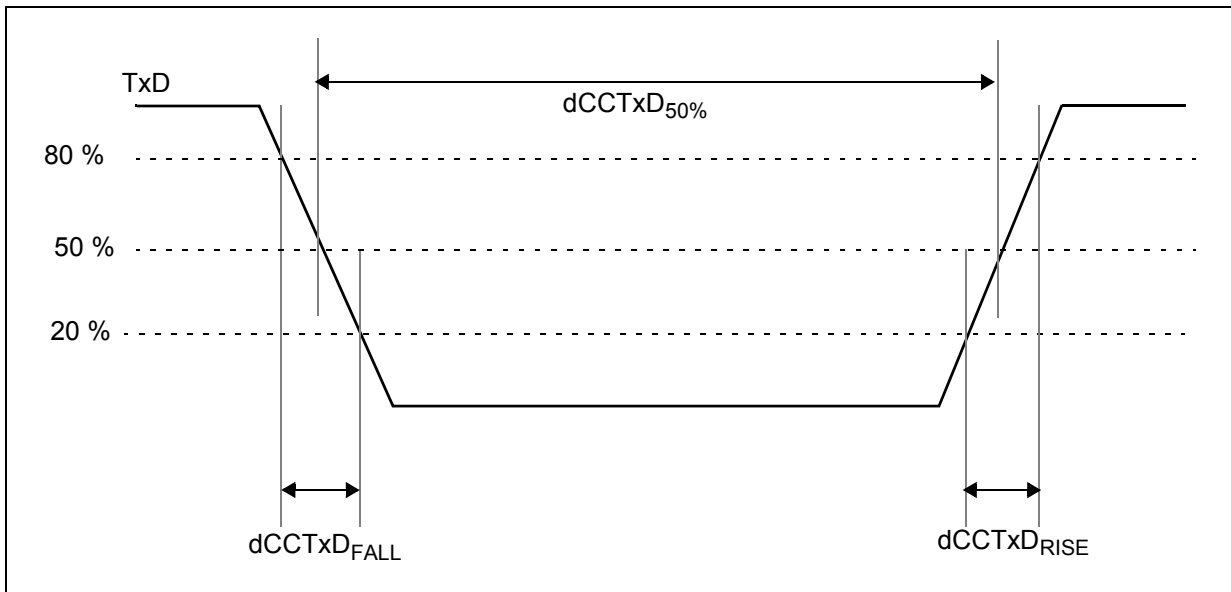 TxD
dCCTxD50%
80 %
50 %
20 %
dCCTxDFALL
dCCTxDRISE